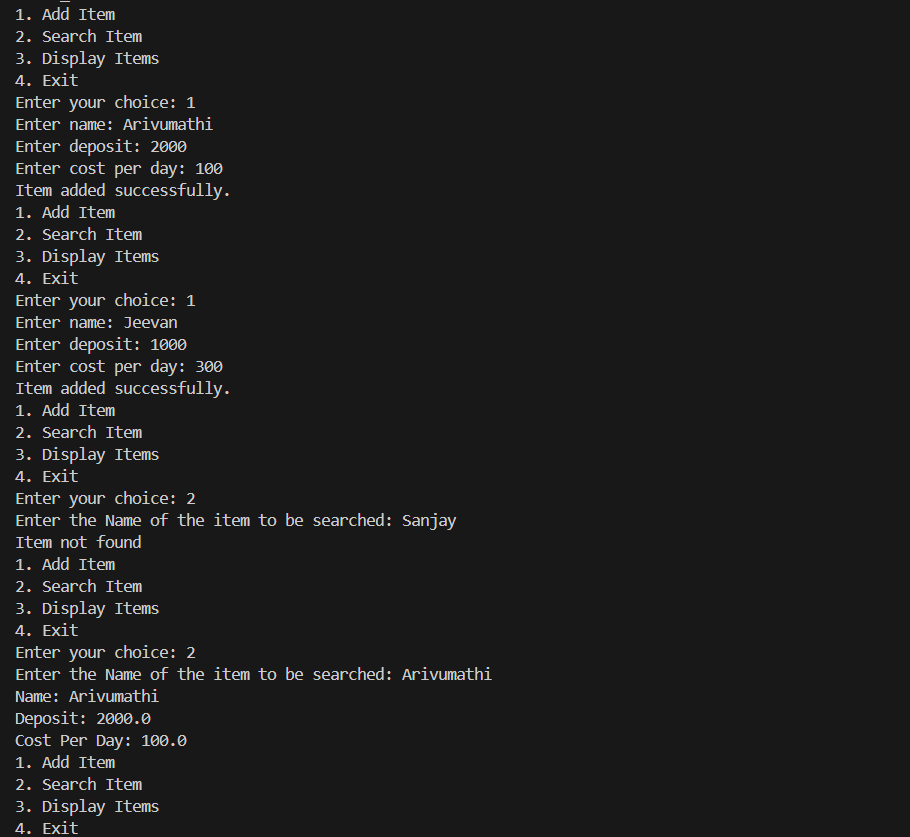 1. Add Item
2. Search Item
3. Display Items
4. Exit
Enter your choice: 1
Enter name: Arivumathi
Enter deposit: 2000
Enter cost per day: 100
Item added successfully.
1. Add Item
2. Search Item
3. Display Items
4. Exit
Enter your choice: 1
Enter name: Jeevan
Enter deposit: 1000
Enter cost per day: 300
Item added successfully.
1. Add Item
2. Search Item
3. Display Items
4. Exit
Enter your choice: 2
Enter the Name of the item to be searched: Sanjay
Item not found
1. Add Item
2. Search Item
3. Display Items
4. Exit
Enter your choice: 2
Enter the Name of the item to be searched: Arivumathi
Name: Arivumathi
Deposit: 2000.0
Cost Per Day: 100.0
1. Add Item
2. Search Item
3. Display Items
4. Exit